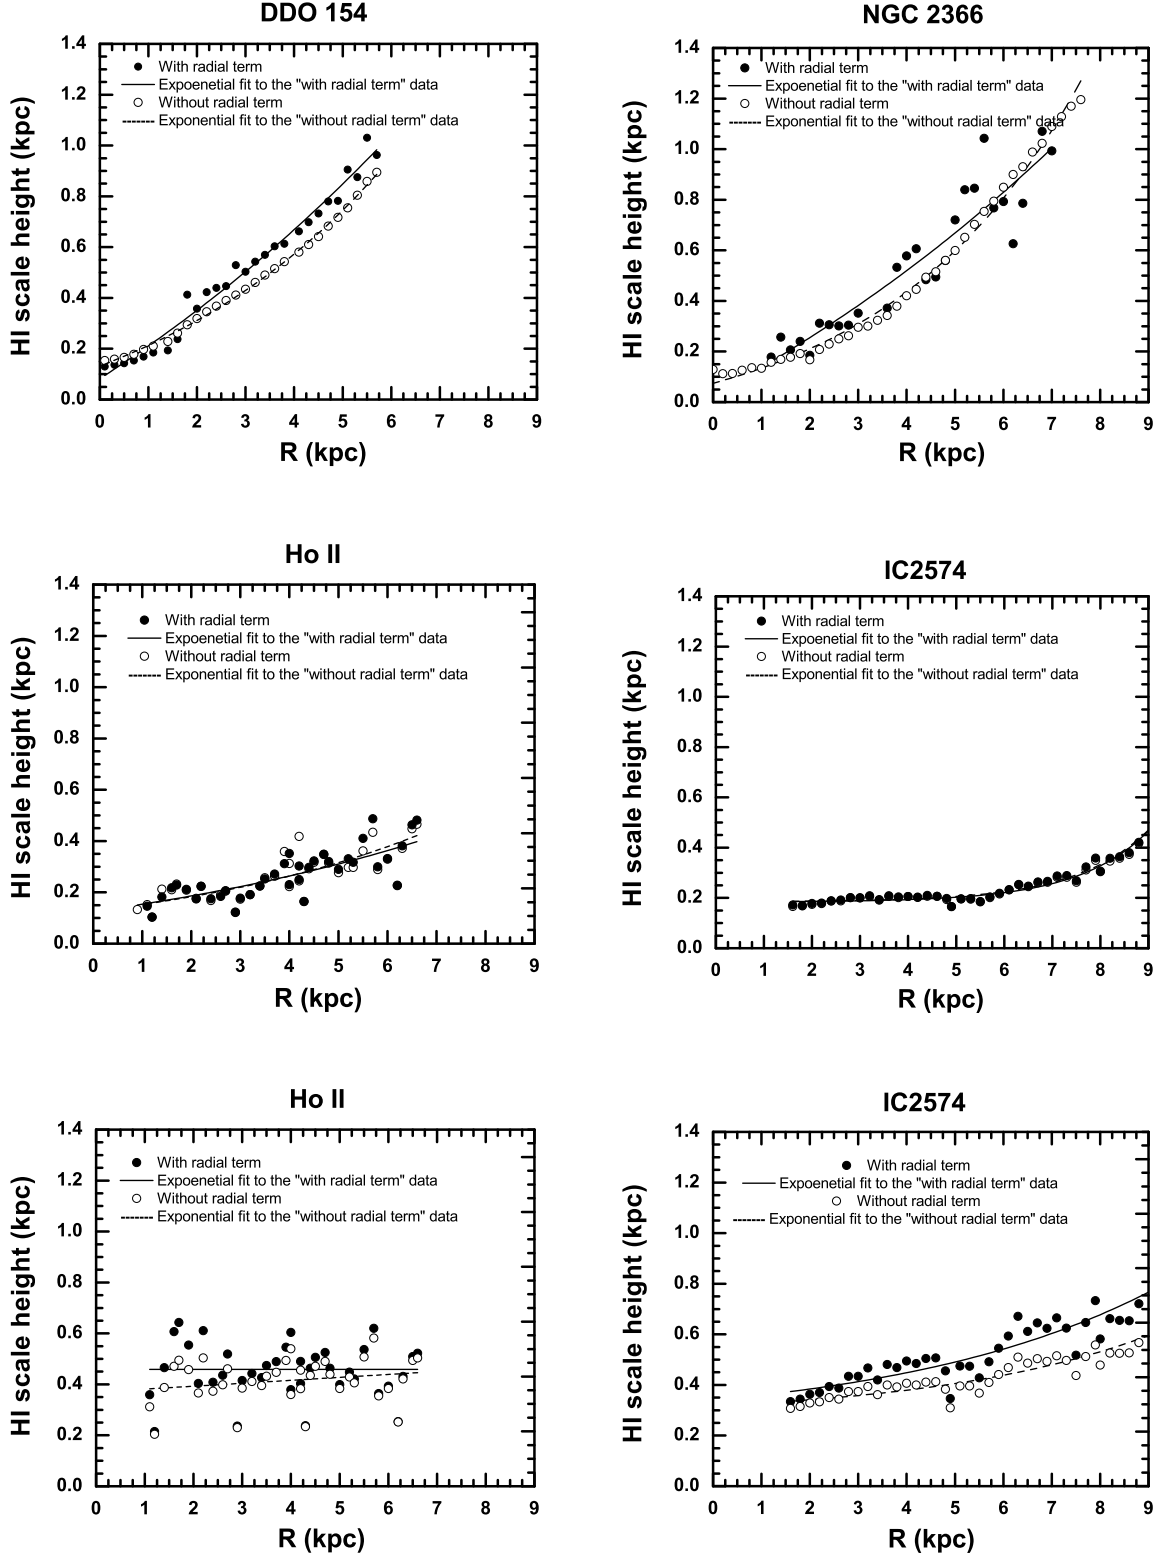 DDO 154
1.4
1.2
1.0
0.8
0.6
0.4
0.2
0.0
With radial term
Expoenetial fit to the "with radial term" data
Without radial term
Exponential fit to the "without radial term" data
HI scale height (kpc)
0 1 2 3 4 5 6 7 8 9
R (kpc)
NGC 2366
1.4
1.2
1.0
0.8
0.6
0.4
0.2
0.0
With radial term
Expoenetial fit to the "with radial term" data
Without radial term
Exponential fit to the "without radial term" data
HI scale height (kpc)
0 1 2 3 4 5 6 7 8 9
R (kpc)
Ho II
1.4
1.2
1.0
0.8
0.6
0.4
0.2
0.0
With radial term
Expoenetial fit to the "with radial term" data
Without radial term
Exponential fit to the "without radial term" data
HI scale height (kpc)
0 1 2 3 4 5 6 7 8 9
R (kpc)
IC2574
1.4
1.2
1.0
0.8
0.6
0.4
0.2
0.0
With radial term
Expoenetial fit to the "with radial term" data
Without radial term
Exponential fit to the "without radial term" data
HI scale height (kpc)
0 1 2 3 4 5 6 7 8 9
R (kpc)
Ho II
1.4
1.2
1.0
0.8
0.6
0.4
0.2
0.0
With radial term
Expoenetial fit to the "with radial term" data
Without radial term
Exponential fit to the "without radial term" data
HI scale height (kpc)
0 1 2 3 4 5 6 7 8 9
R (kpc)
IC2574
1.4
1.2
1.0
0.8
0.6
0.4
0.2
0.0
With radial term
Expoenetial fit to the "with radial term" data
Without radial term
Exponential fit to the "without radial term" data
HI scale height (kpc)
0 1 2 3 4 5 6 7 8 9
R (kpc)